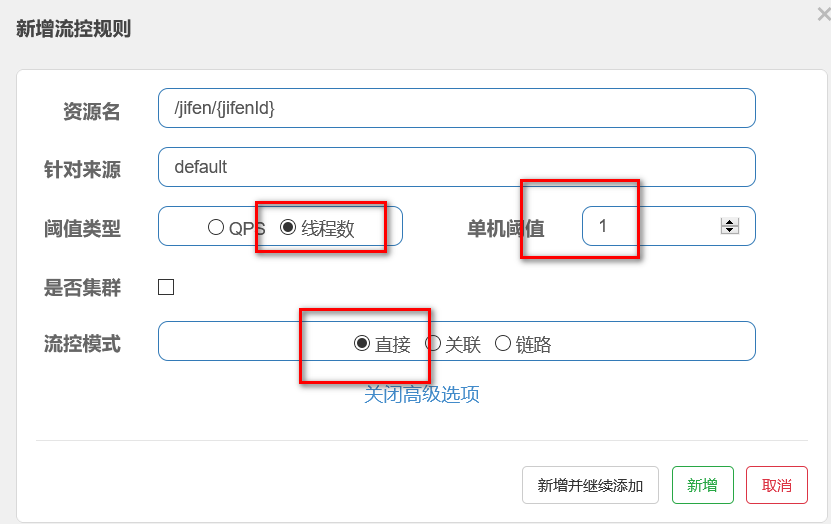 新增流控规则
资源名 /jifen/{jifenId}
针对来源 default
阈值类型 QPS 线程数 单机阈值 1
是否集群
流控模式 直接 关联 链路
关闭高级选项
新增并继续添加 新增 取消